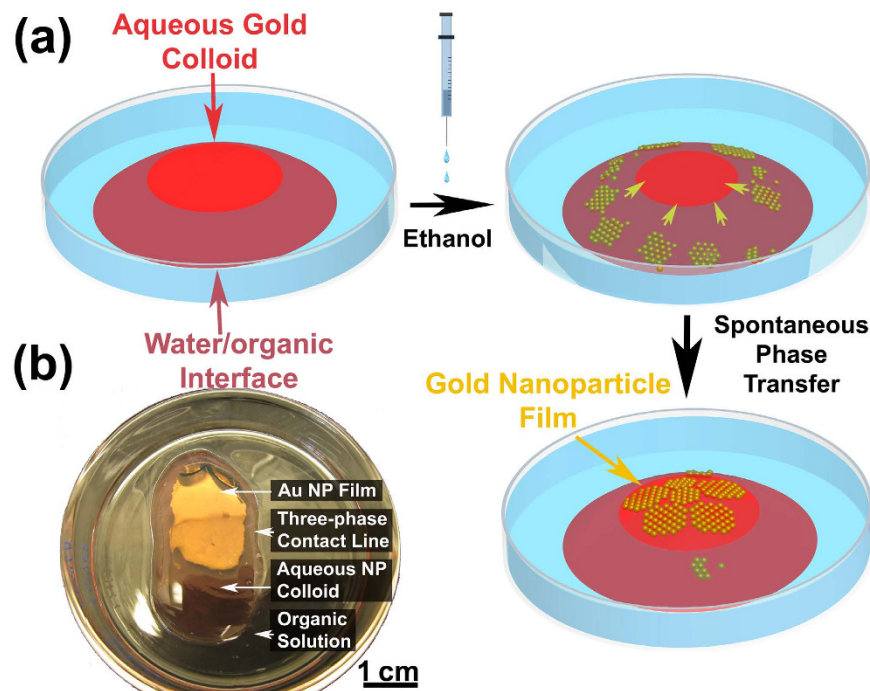 (a)
Aqueous Gold
Colloid
Ethanol
Water/organic
Interface
Spontaneous
Phase
Transfer
Gold Nanoparticle
Film
(b)
Au NP Film
Three-phase
Contact Line
Aqueous NP
Colloid
Organic
Solution
1 cm